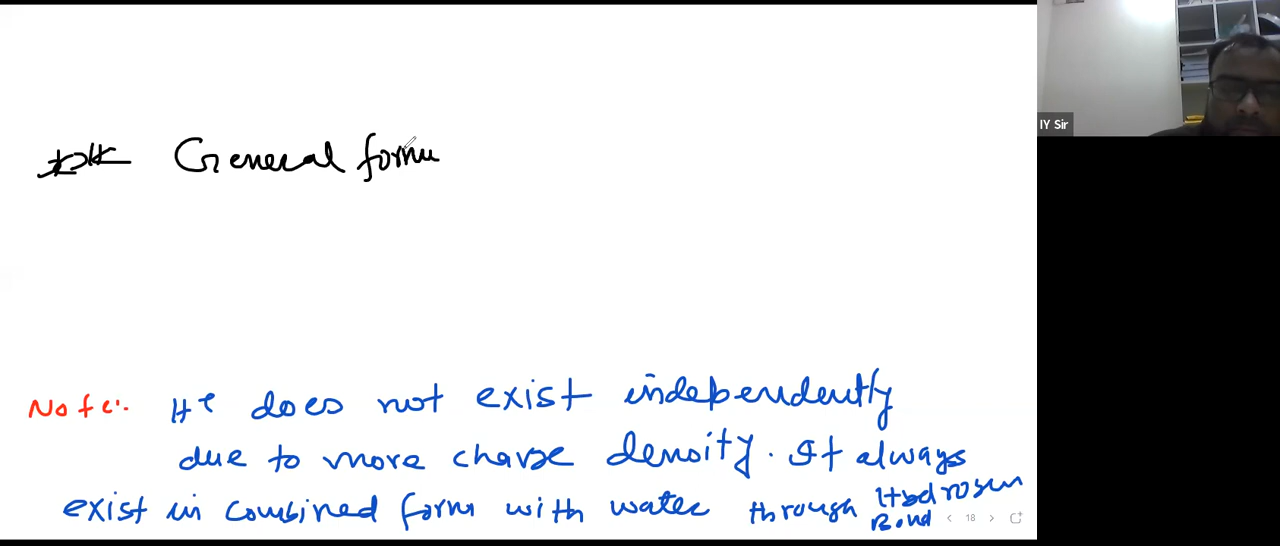 General formu
IY Sir
Note:. H⊕ does not exist independently
due to more charge density. It always
exist in combined form with water through Hydrogen
Bond
18